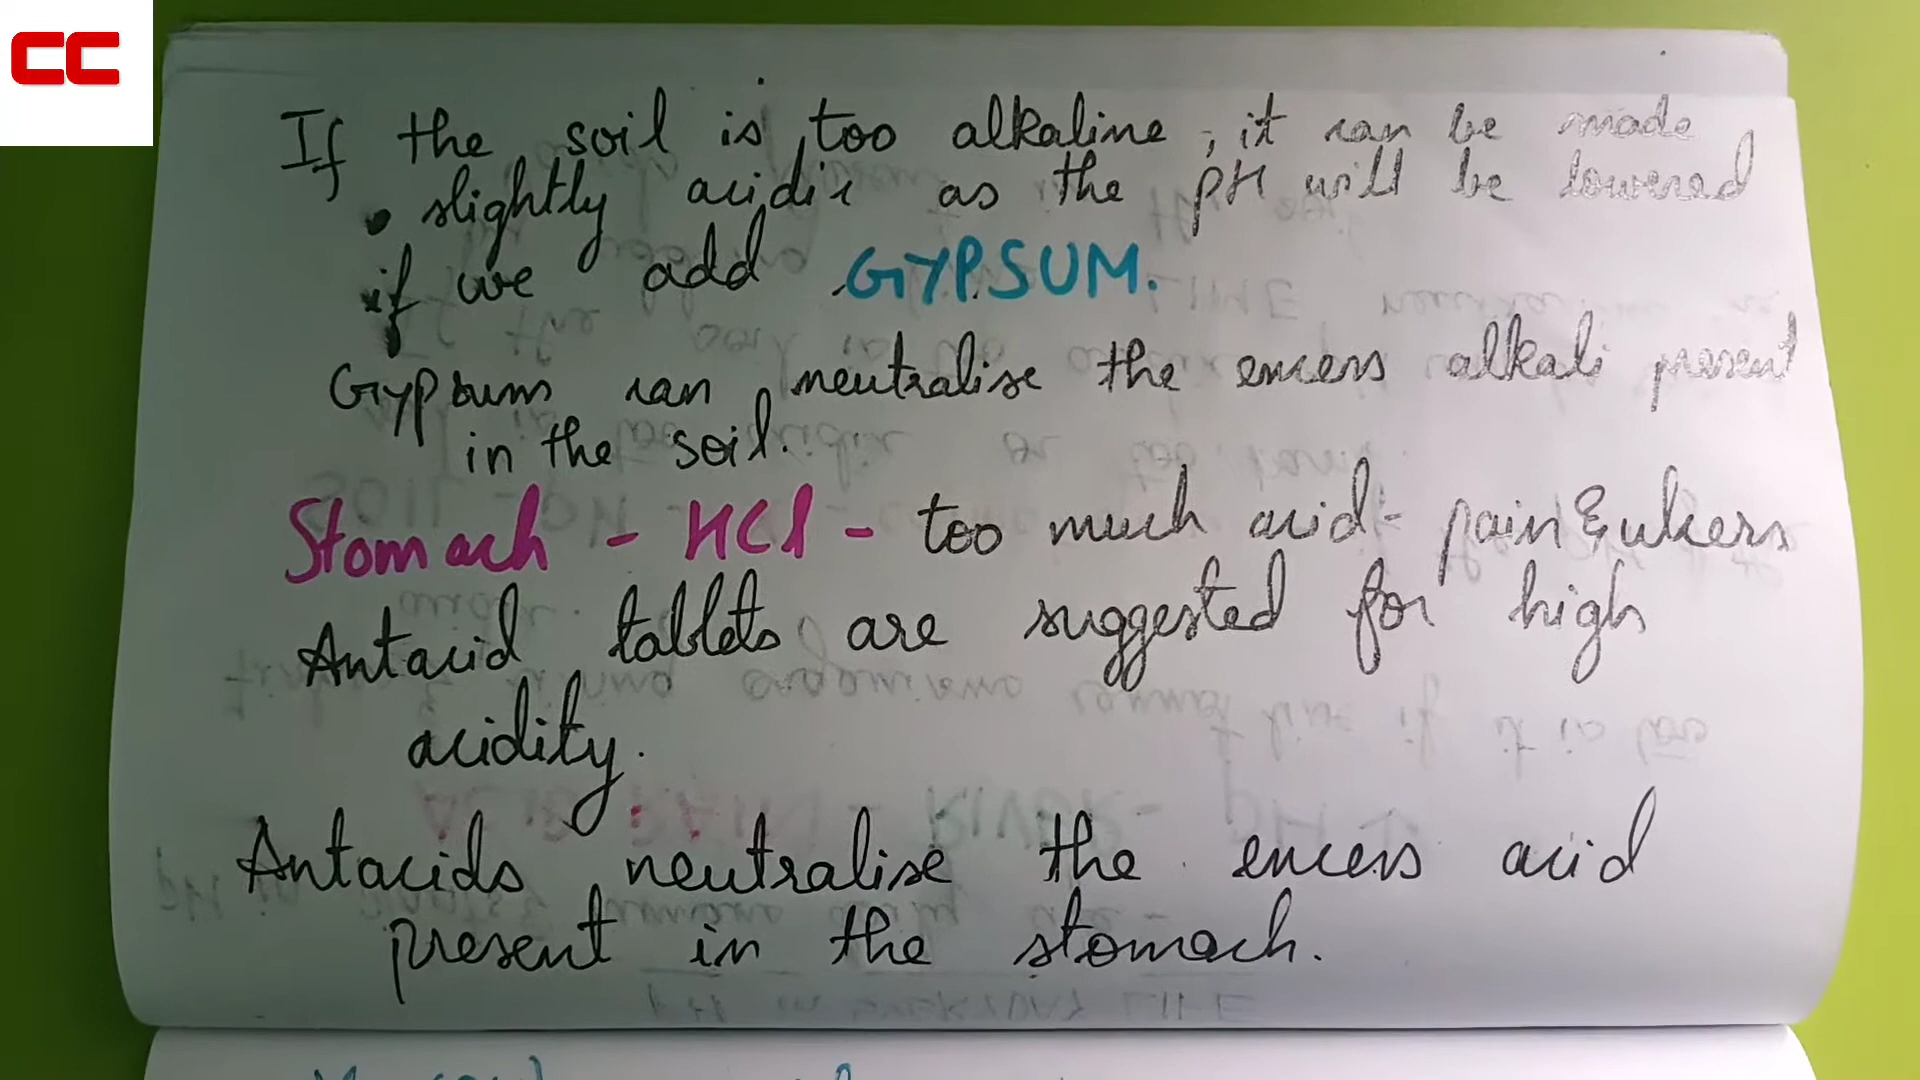 CC
If the soil is too alkaline, it can be made
slightly acidic as the pH will be lowered
if we add GYPSUM.
Gypsum can neutralise the excess alkali present
in the soil.
Stomach - HCl - too much acid - pain & ulcers
Antacid tablets are suggested for high
acidity.
Antacids neutralise the excess acid
present in the stomach.